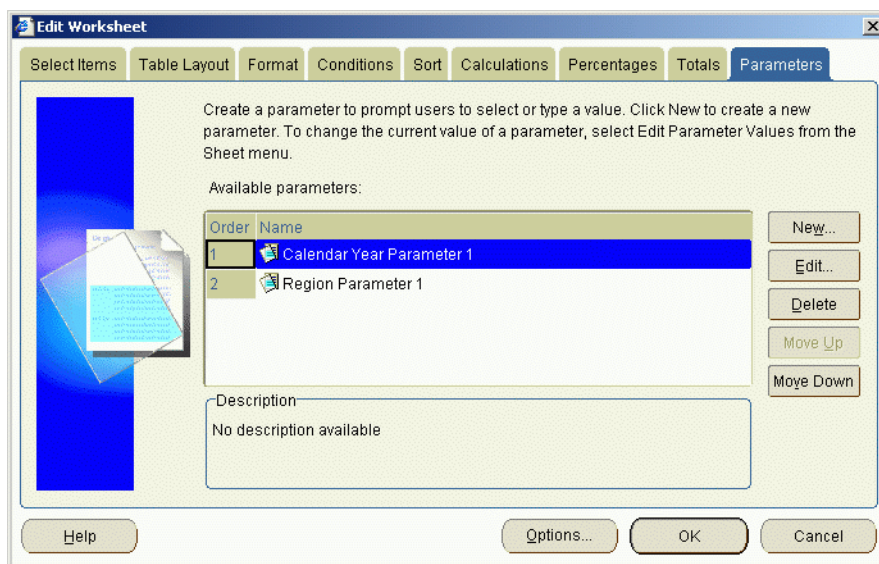 Edit Worksheet
Select Items Table Layout Format Conditions Sort Calculations Percentages Totals Parameters
Create a parameter to prompt users to select or type a value. Click New to create a new
parameter. To change the current value of a parameter, select Edit Parameter Values from the
Sheet menu.
Available parameters:
Order Name
1 Calendar Year Parameter 1
2 Region Parameter 1
New...
Edit...
Delete
Move Up
Move Down
Description
No description available
Help Options... OK Cancel